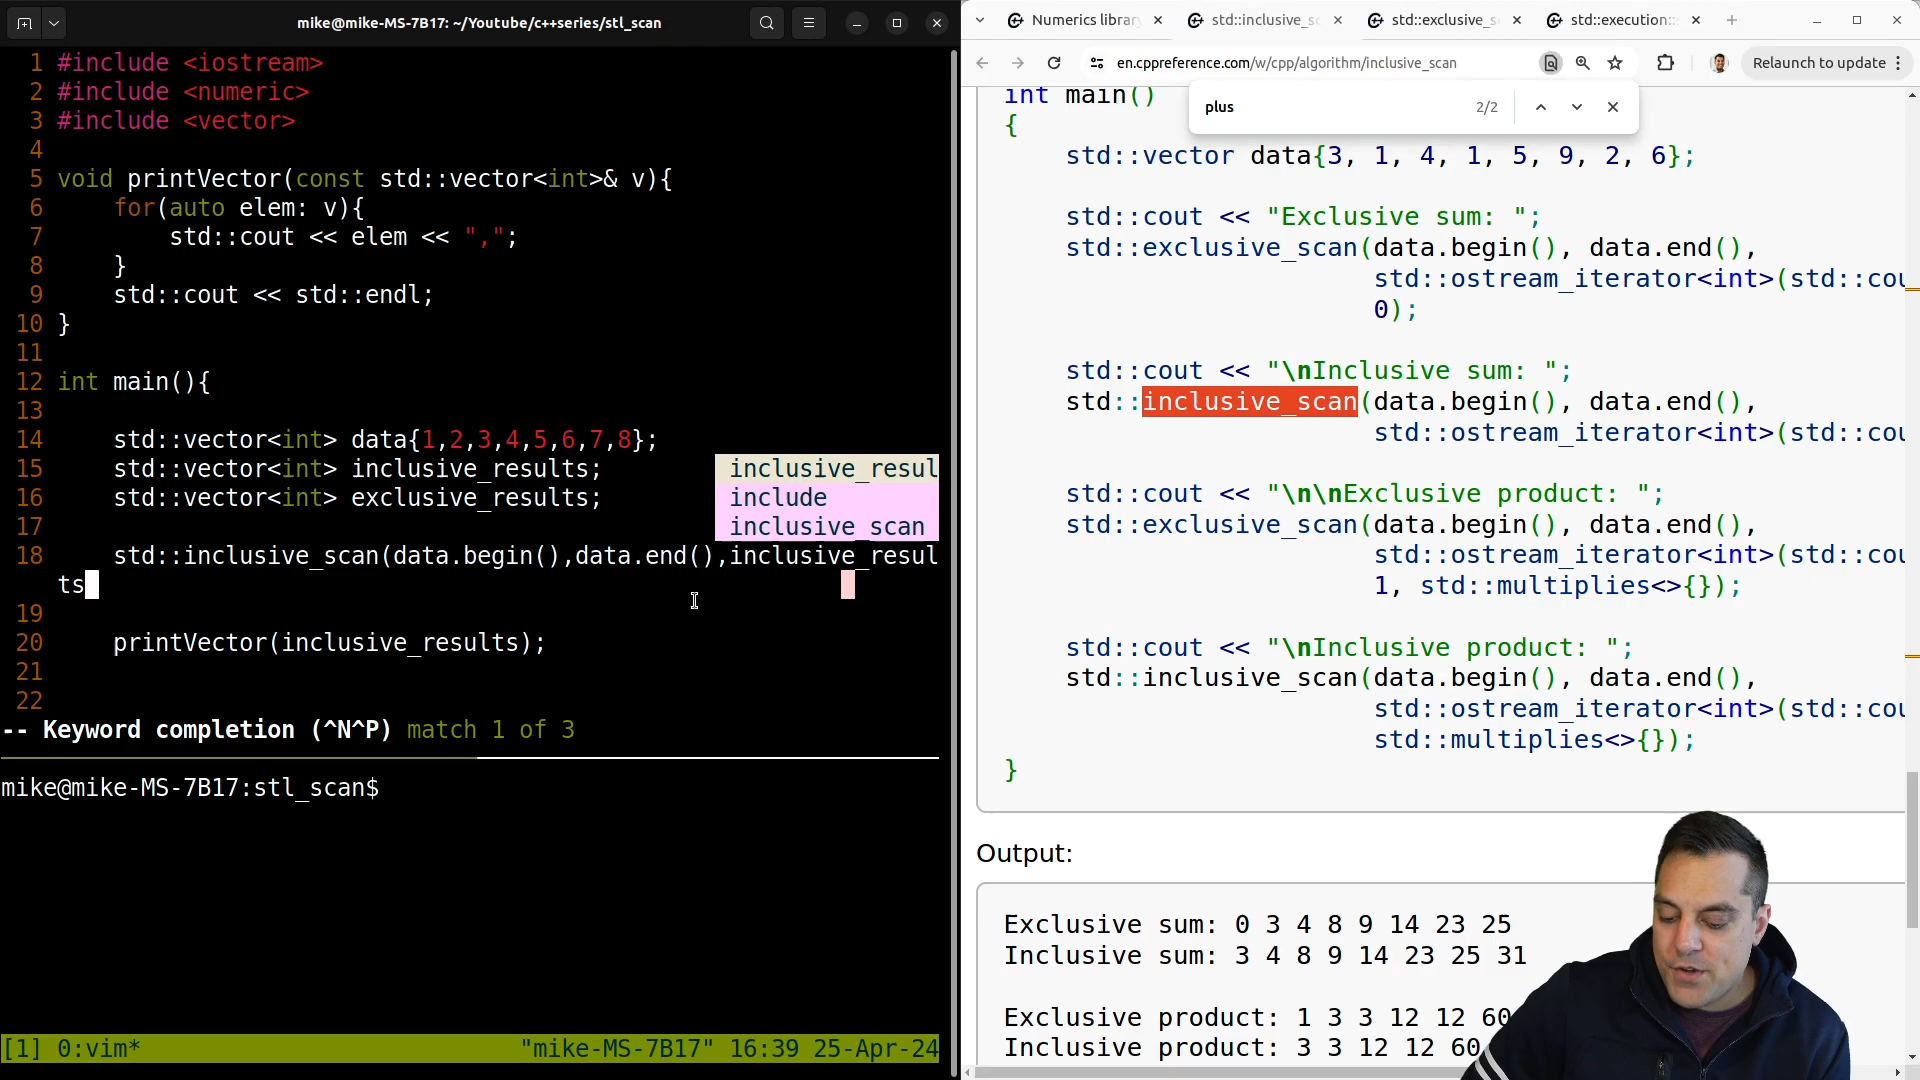 mike@mike-MS-7B17: ~/Youtube/c++series/stl_scan
1 #include <iostream>
2 #include <numeric>
3 #include <vector>
4
5 void printVector(const std::vector<int>& v){
6     for(auto elem: v){
7         std::cout << elem << ",";
8     }
9     std::cout << std::endl;
10 }
11
12 int main(){
13
14     std::vector<int> data{1,2,3,4,5,6,7,8};
15     std::vector<int> inclusive_results;
16     std::vector<int> exclusive_results;
17
18     std::inclusive_scan(data.begin(),data.end(),inclusive_resul
ts
19
20     printVector(inclusive_results);
21
22
inclusive_resul
include
inclusive_scan
-- Keyword completion (^N^P) match 1 of 3
mike@mike-MS-7B17:stl_scan$
[1] 0:vim* "mike-MS-7B17" 16:39 25-Apr-24
Numerics library
std::inclusive_s
std::exclusive_s
std::execution::
en.cppreference.com/w/cpp/algorithm/inclusive_scan
Relaunch to update
plus 2/2
int main()
{
    std::vector data{3, 1, 4, 1, 5, 9, 2, 6};
    std::cout << "Exclusive sum: ";
    std::exclusive_scan(data.begin(), data.end(),
                        std::ostream_iterator<int>(std::cou
                        0);
    std::cout << "\nInclusive sum: ";
    std::inclusive_scan(data.begin(), data.end(),
                        std::ostream_iterator<int>(std::cou
    std::cout << "\n\nExclusive product: ";
    std::exclusive_scan(data.begin(), data.end(),
                        std::ostream_iterator<int>(std::cou
                        1, std::multiplies<>{});
    std::cout << "\nInclusive product: ";
    std::inclusive_scan(data.begin(), data.end(),
                        std::ostream_iterator<int>(std::cou
                        std::multiplies<>{});
}
Output:
Exclusive sum: 0 3 4 8 9 14 23 25
Inclusive sum: 3 4 8 9 14 23 25 31
Exclusive product: 1 3 3 12 12 60
Inclusive product: 3 3 12 12 60